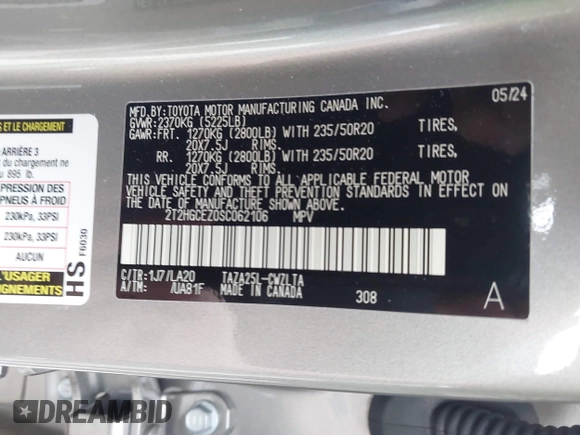 MFD.BY:TOYOTA MOTOR MANUFACTURING CANADA INC. 05/24
GVWR:2370KG (5225LB)
GAWR:FRT. 1270KG (2800LB) WITH 235/50R20 TIRES,
20X7.5J RIMS.
RR. 1270KG (2800LB) WITH 235/50R20 TIRES,
20X7.5J RIMS.
THIS VEHICLE CONFORMS TO ALL APPLICABLE FEDERAL MOTOR
VEHICLE SAFETY AND THEFT PREVENTION STANDARDS IN EFFECT ON
THE DATE OF MANUFACTURE SHOWN ABOVE.
2T2HGCEZ0SC062106 MPV
C/TR:1J7/LA20 TAZA25L-CWZLTA
A/TM: /UA81F MADE IN CANADA 308 A
ET LE CHARGEMENT
ARRIÈRE 3
du chargement ne
895 lb.
PRESSION DES
PNEUS À FROID
230kPa, 33PSI
230kPa, 33PSI
AUCUN
L'USAGER
HS F6030
DREAMBID